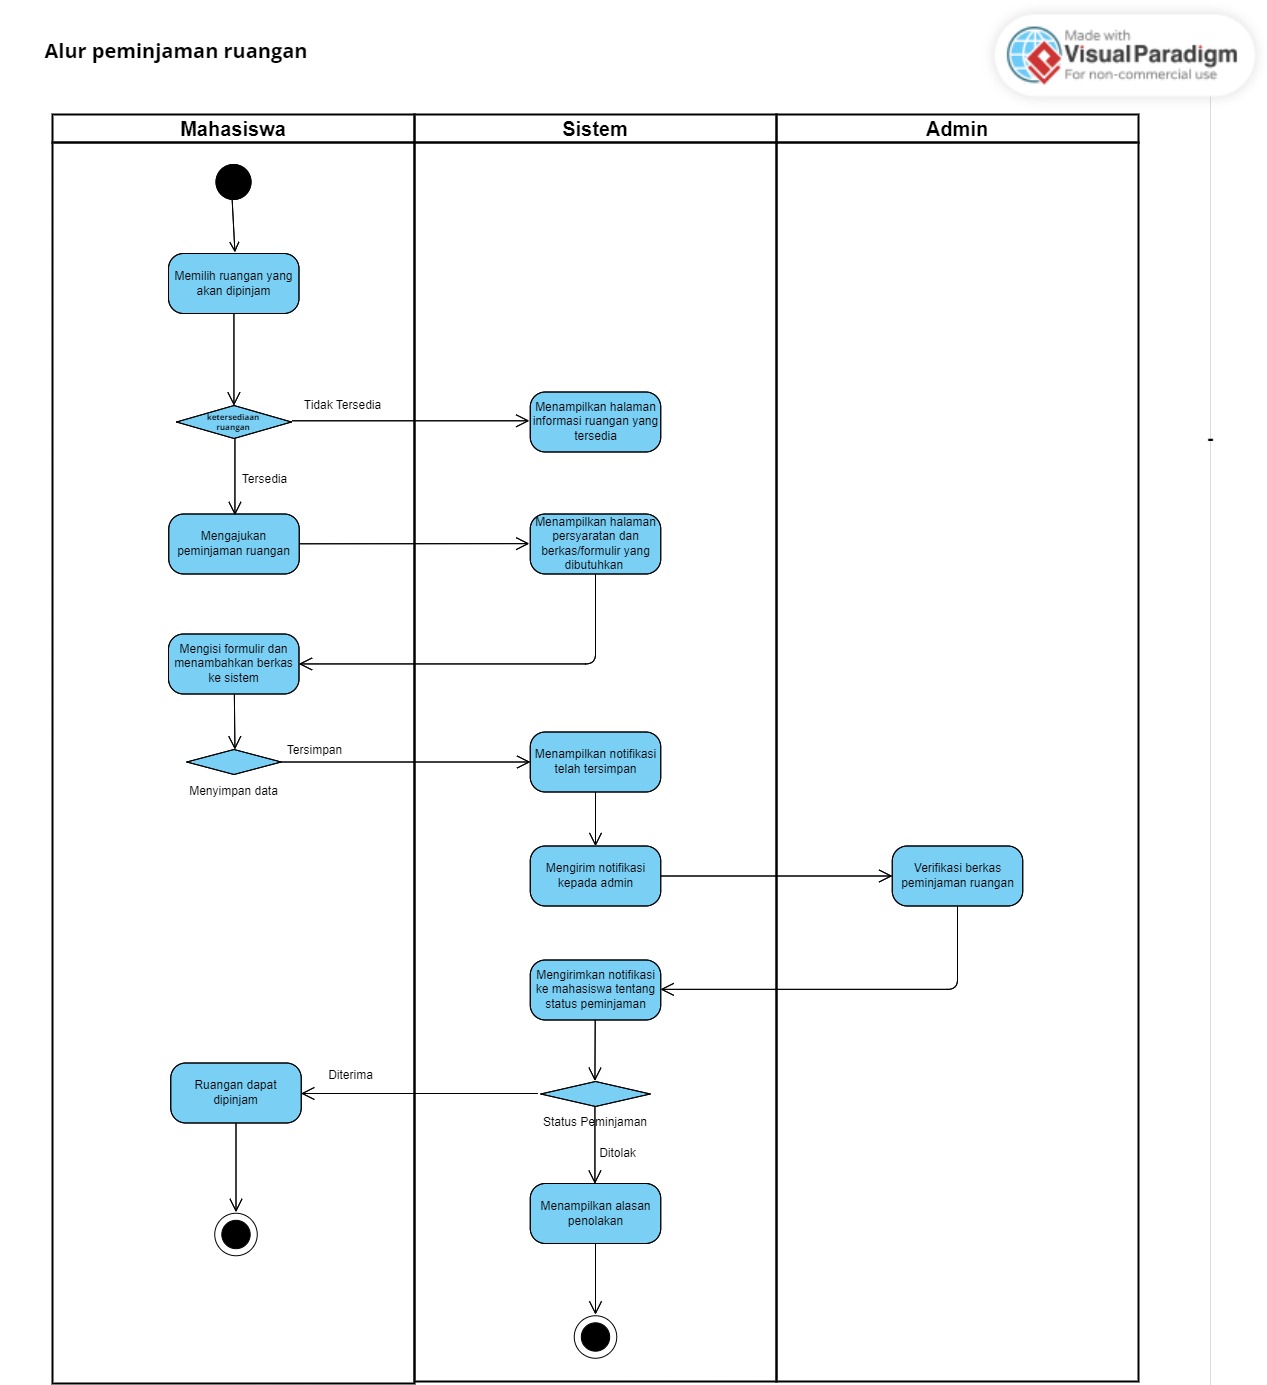 Alur peminjaman ruangan
Made with
Visual Paradigm
For non-commercial use
Mahasiswa
Sistem
Admin
Memilih ruangan yang
akan dipinjam
ketersediaan
ruangan
Tidak Tersedia
Menampilkan halaman
informasi ruangan yang
tersedia
Tersedia
Mengajukan
peminjaman ruangan
Menampilkan halaman
persyaratan dan
berkas/formulir yang
dibutuhkan
Mengisi formulir dan
menambahkan berkas
ke sistem
Tersimpan
Menyimpan data
Menampilkan notifikasi
telah tersimpan
Mengirim notifikasi
kepada admin
Verifikasi berkas
peminjaman ruangan
Mengirimkan notifikasi
ke mahasiswa tentang
status peminjaman
Ruangan dapat
dipinjam
Diterima
Status Peminjaman
Ditolak
Menampilkan alasan
penolakan